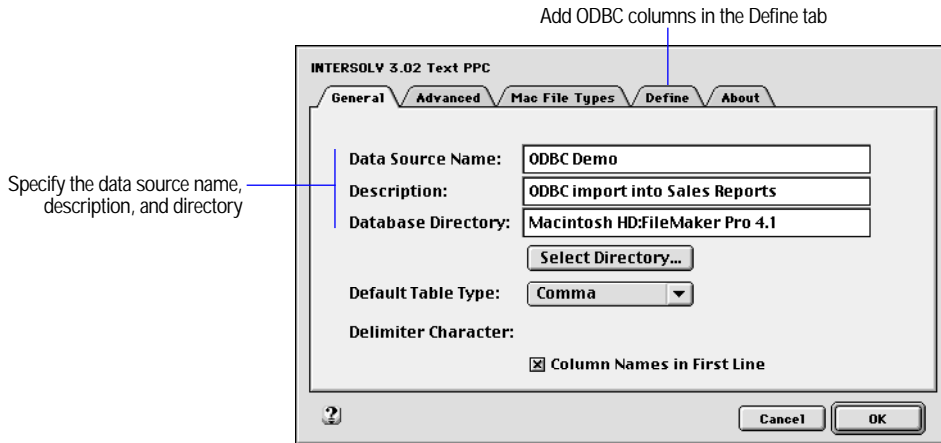 Add ODBC columns in the Define tab
INTERSOLV 3.02 Text PPC
General Advanced Mac File Types Define About
Data Source Name: ODBC Demo
Specify the data source name,
description, and directory
Description: ODBC import into Sales Reports
Database Directory: Macintosh HD:FileMaker Pro 4.1
Select Directory...
Default Table Type: Comma
Delimiter Character:
Column Names in First Line
Cancel OK